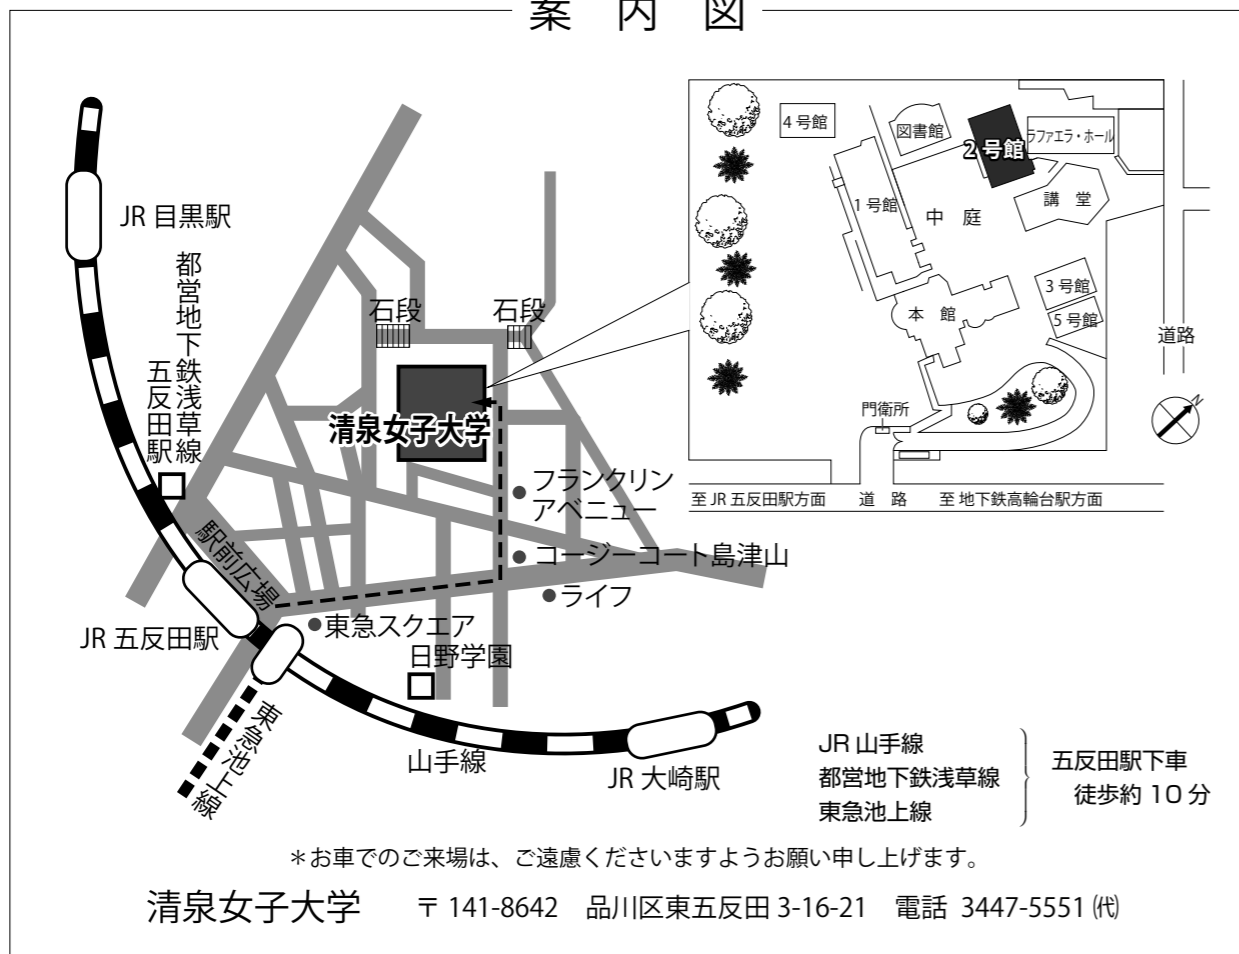 案 内 図
JR 目黒駅
都営地下鉄浅草線
五反田駅
石段
石段
清泉女子大学
フランクリン
アベニュー
コージーコート島津山
ライフ
駅前広場
東急スクエア
日野学園
JR 五反田駅
東急池上線
山手線
JR 大崎駅
4 号館
図書館
2 号館
ラファエラ・ホール
1 号館
中 庭
講 堂
3 号館
5 号館
本 館
道路
門衛所
N
至 JR 五反田駅方面 道 路 至 地下鉄高輪台駅方面
JR 山手線
都営地下鉄浅草線
東急池上線
五反田駅下車
徒歩約 10 分
＊お車でのご来場は、ご遠慮くださいますようお願い申し上げます。
清泉女子大学 〒 141-8642 品川区東五反田 3-16-21 電話 3447-5551 ㈹